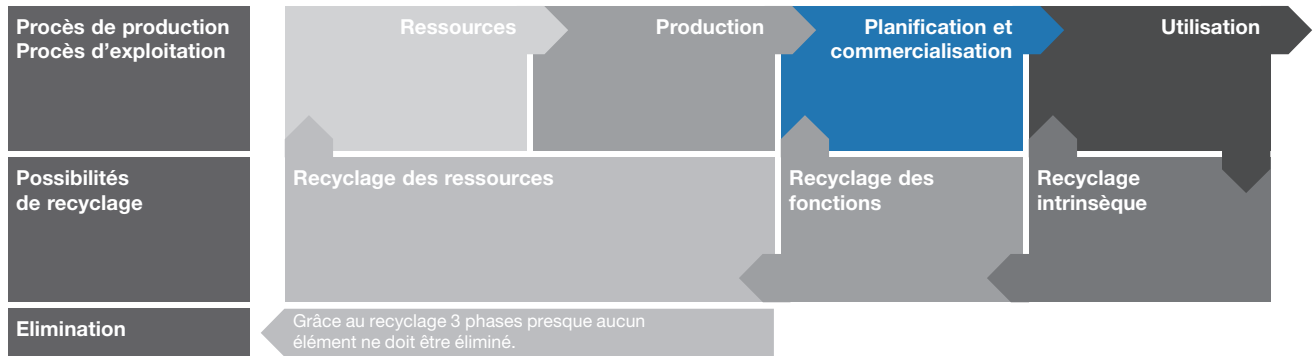 Procès de production
Procès d'exploitation
Ressources
Production
Planification et
commercialisation
Utilisation
Possibilités
de recyclage
Recyclage des ressources
Recyclage des
fonctions
Recyclage
intrinsèque
Elimination
Grâce au recyclage 3 phases presque aucun
élément ne doit être éliminé.